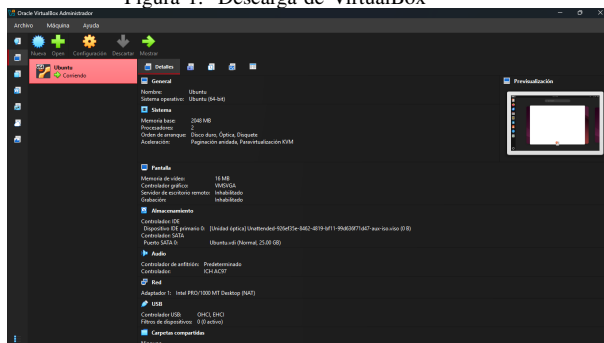 Figura 1: Descarga de VirtualBox
Oracle VirtualBox Administrador
Archivo Máquina Ayuda
Nueva Open Configuración Descartar Mostrar
Ubuntu
Corriendo
Detalles
General
Nombre: Ubuntu
Sistema operativo: Ubuntu (64-bit)
Sistema
Memoria base: 2048 MB
Procesadores: 2
Orden de arranque: Disco duro, Óptica, Disquete
Aceleración: Paginación anidada, Paravirtualización KVM
Previsualización
Pantalla
Memoria de vídeo: 16 MB
Controlador gráfico: VMSVGA
Servidor de escritorio remoto: Inhabilitado
Grabación: Inhabilitado
Almacenamiento
Controlador: IDE
Dispositivo IDE primario 0: [Unidad óptica] Unattended-926ef35e-8462-4819-bf11-99d636f71d47-aux-iso.viso (0 B)
Controlador: SATA
Puerto SATA 0: Ubuntu.vdi (Normal, 25.00 GB)
Audio
Controlador de anfitrión: Predeterminado
Controlador: ICH AC97
Red
Adaptador 1: Intel PRO/1000 MT Desktop (NAT)
USB
Controlador USB: OHCI, EHCI
Filtros de dispositivos: 0 (0 activo)
Carpetas compartidas